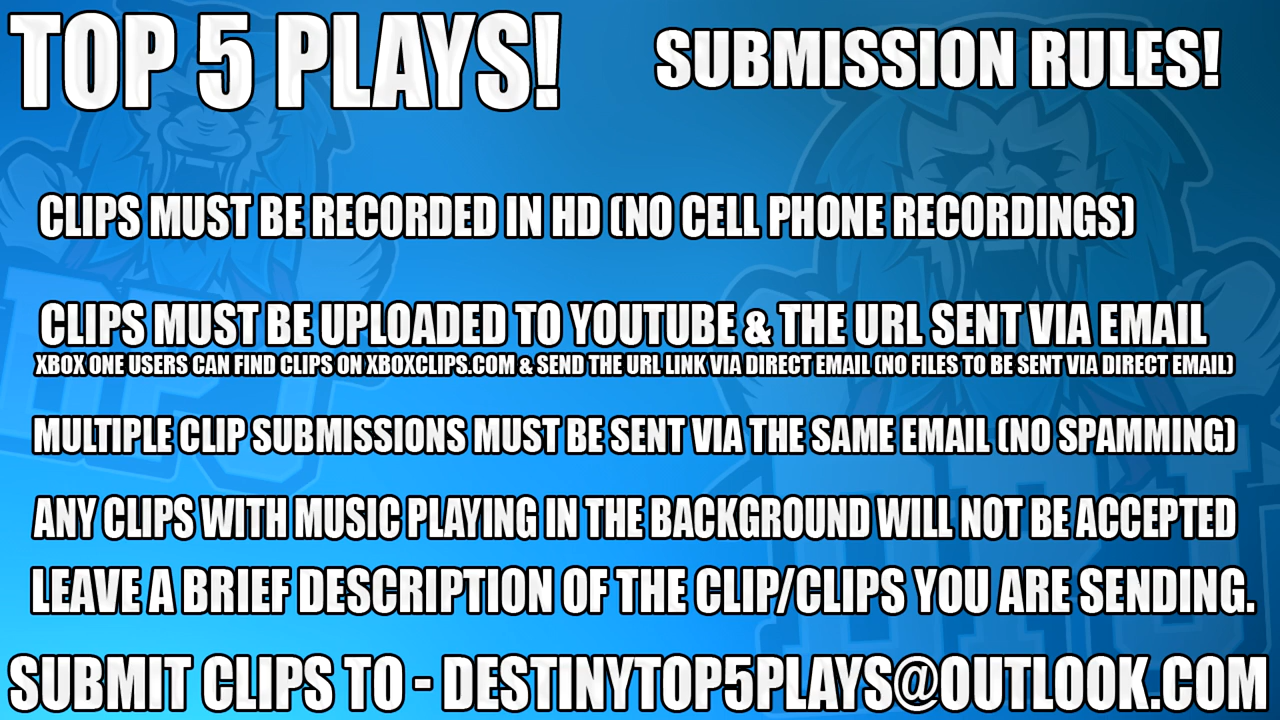 TOP 5 PLAYS!
SUBMISSION RULES!
CLIPS MUST BE RECORDED IN HD (NO CELL PHONE RECORDINGS)
CLIPS MUST BE UPLOADED TO YOUTUBE & THE URL SENT VIA EMAIL
XBOX ONE USERS CAN FIND CLIPS ON XBOXCLIPS.COM & SEND THE URL LINK VIA DIRECT EMAIL (NO FILES TO BE SENT VIA DIRECT EMAIL)
MULTIPLE CLIP SUBMISSIONS MUST BE SENT VIA THE SAME EMAIL (NO SPAMMING)
ANY CLIPS WITH MUSIC PLAYING IN THE BACKGROUND WILL NOT BE ACCEPTED
LEAVE A BRIEF DESCRIPTION OF THE CLIP/CLIPS YOU ARE SENDING.
SUBMIT CLIPS TO - DESTINYTOP5PLAYS@OUTLOOK.COM